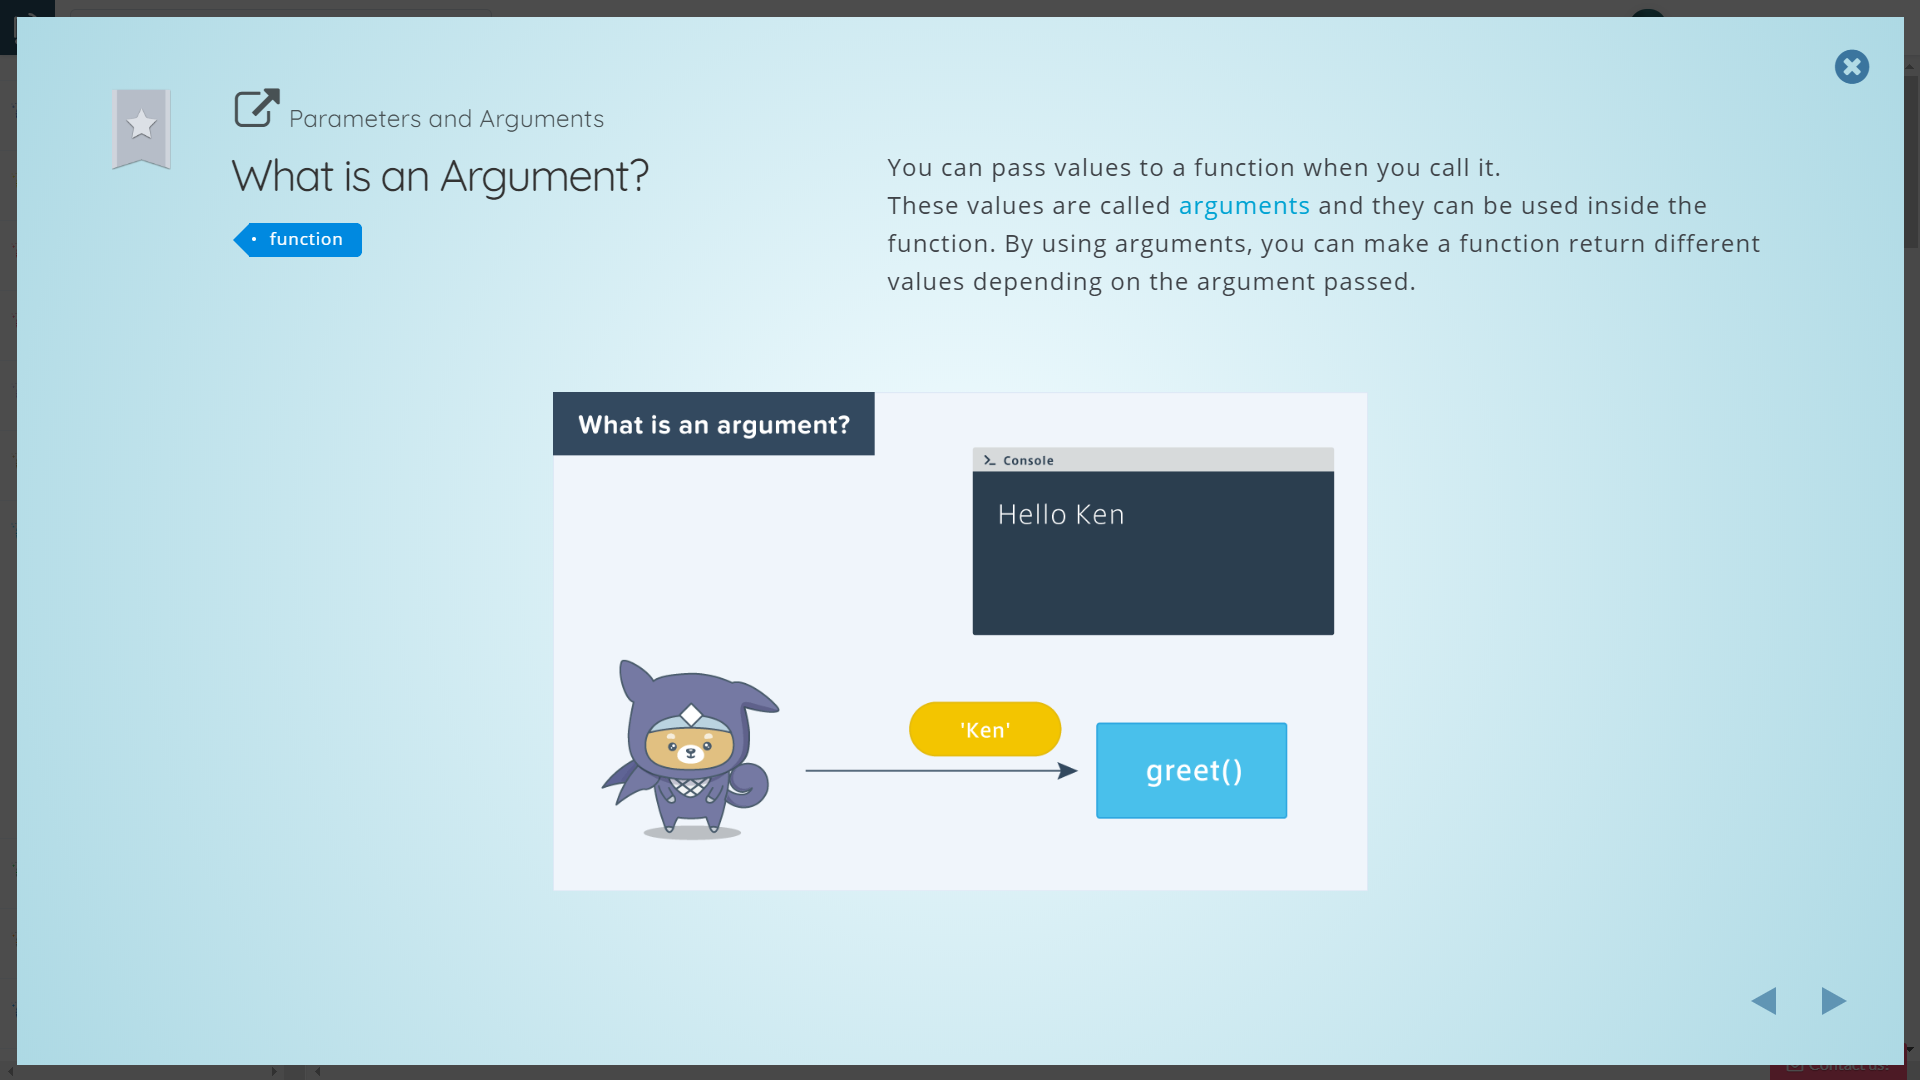 Parameters and Arguments
What is an Argument?
• function
You can pass values to a function when you call it.
These values are called arguments and they can be used inside the
function. By using arguments, you can make a function return different
values depending on the argument passed.
What is an argument?
Console
Hello Ken
'Ken'
greet()
Contact us!